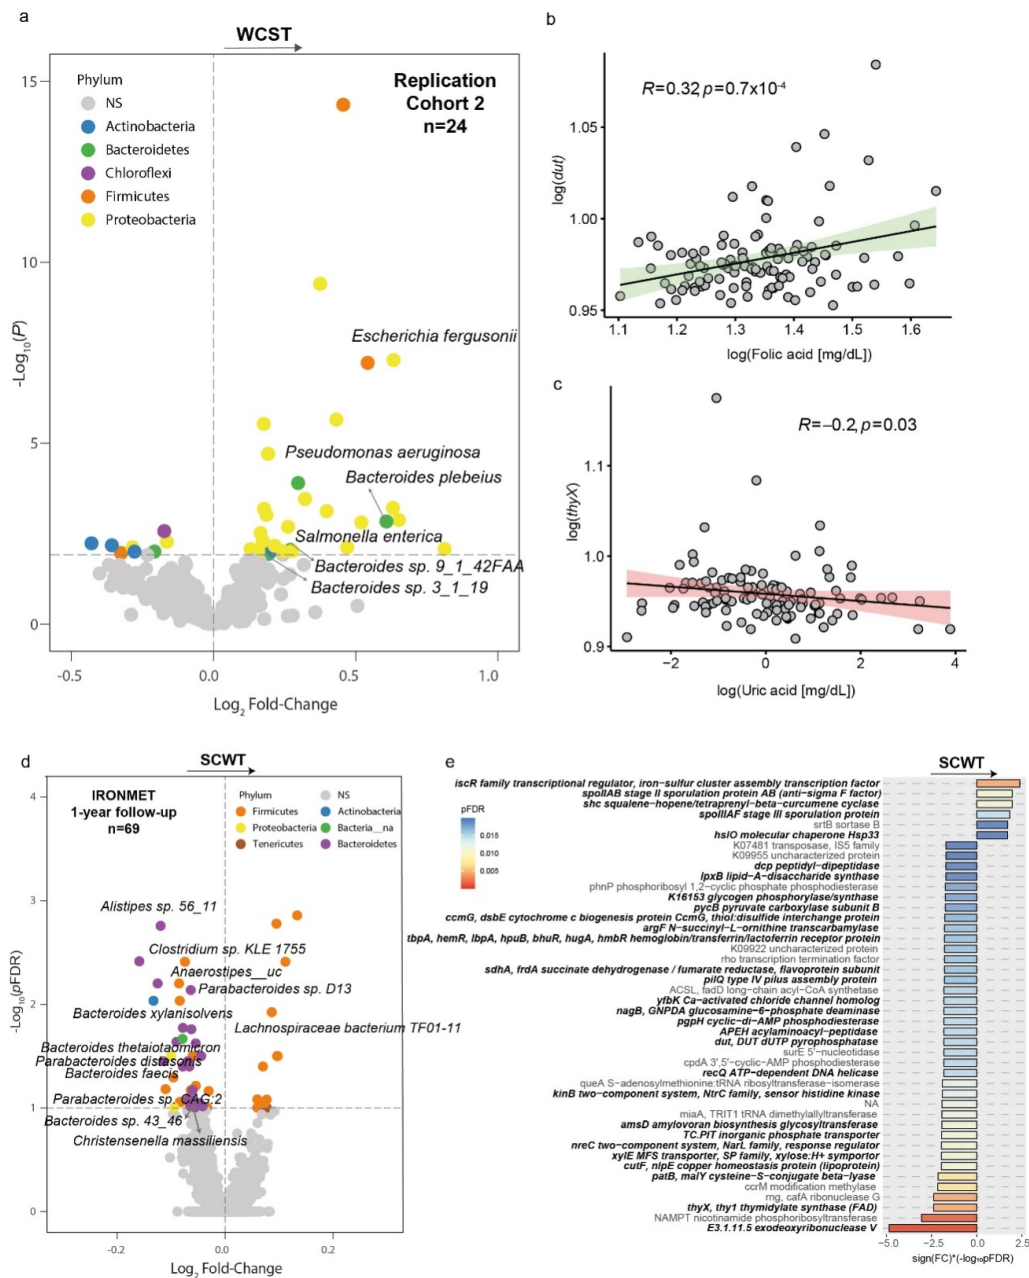 a
WCST
Replication
Cohort 2
n=24
Phylum
NS
Actinobacteria
Bacteroidetes
Chloroflexi
Firmicutes
Proteobacteria
Escherichia fergusonii
Pseudomonas aeruginosa
Bacteroides plebeius
Salmonella enterica
Bacteroides sp. 9_1_42FAA
Bacteroides sp. 3_1_19
15
10
5
0
-Log10(P)
-0.5
0.0
0.5
1.0
Log2 Fold-Change
b
R=0.32, p=0.7x10-4
log(dut)
1.05
1.00
0.95
1.1
1.2
1.3
1.4
1.5
1.6
log(Folic acid [mg/dL])
c
R=−0.2, p=0.03
log(thyX)
1.1
1.0
0.9
−2
0
2
4
log(Uric acid [mg/dL])
d
SCWT
IRONMET
1-year follow-up
n=69
Phylum
Firmicutes
Proteobacteria
Tenericutes
NS
Actinobacteria
Bacteria__na
Bacteroidetes
Alistipes sp. 56_11
Clostridium sp. KLE 1755
Anaerostipes__uc
Parabacteroides sp. D13
Bacteroides xylanisolvens
Lachnospiraceae bacterium TF01-11
Bacteroides thetaiotaomicron
Parabacteroides distasonis
Bacteroides faecis
Parabacteroides sp. CAG:2
Bacteroides sp. 43_46
Christensenella massiliensis
4
3
2
1
0
-Log10(pFDR)
-0.2
0.0
0.2
Log2 Fold-Change
e
SCWT
pFDR
0.015
0.010
0.005
iscR family transcriptional regulator, iron−sulfur cluster assembly transcription factor
spoIIAB stage II sporulation protein AB (anti−sigma F factor)
shc squalene−hopene/tetraprenyl−beta−curcumene cyclase
spoIIIAF stage III sporulation protein
srtB sortase B
hslO molecular chaperone Hsp33
K07481 transposase, IS5 family
K09955 uncharacterized protein
dcp peptidyl−dipeptidase
lpxB lipid−A−disaccharide synthase
phnP phosphoribosyl 1,2−cyclic phosphate phosphodiesterase
K16153 glycogen phosphorylase/synthase
pycB pyruvate carboxylase subunit B
ccmG, dsbE cytochrome c biogenesis protein CcmG, thiol:disulfide interchange protein
argF N−succinyl−L−ornithine transcarbamylase
tbpA, hemR, lbpA, hpuB, bhuR, hugA, hmbR hemoglobin/transferrin/lactoferrin receptor protein
K09922 uncharacterized protein
rho transcription termination factor
sdhA, frdA succinate dehydrogenase / fumarate reductase, flavoprotein subunit
pilQ type IV pilus assembly protein
ACSL, fadD long−chain acyl−CoA synthetase
yfbK Ca−activated chloride channel homolog
nagB, GNPDA glucosamine−6−phosphate deaminase
pgpH cyclic−di−AMP phosphodiesterase
APEH acylaminoacyl−peptidase
dut, DUT dUTP pyrophosphatase
surE 5'−nucleotidase
cpdA 3',5'−cyclic−AMP phosphodiesterase
recQ ATP−dependent DNA helicase
queA S−adenosylmethionine:tRNA ribosyltransferase−isomerase
kinB two−component system, NtrC family, sensor histidine kinase
NA
miaA, TRIT1 tRNA dimethylallyltransferase
amsD amylovoran biosynthesis glycosyltransferase
TC.PIT inorganic phosphate transporter
nreC two−component system, NarL family, response regulator
xylE MFS transporter, SP family, xylose:H+ symportor
cutF, nlpE copper homeostasis protein (lipoprotein)
patB, malY cysteine−S−conjugate beta−lyase
ccrM modification methylase
rng, cafA ribonuclease G
thyX, thy1 thymidylate synthase (FAD)
NAMPT nicotinamide phosphoribosyltransferase
E3.1.11.5 exodeoxyribonuclease V
−5.0
−2.5
0.0
2.5
sign(FC)*(-log10pFDR)